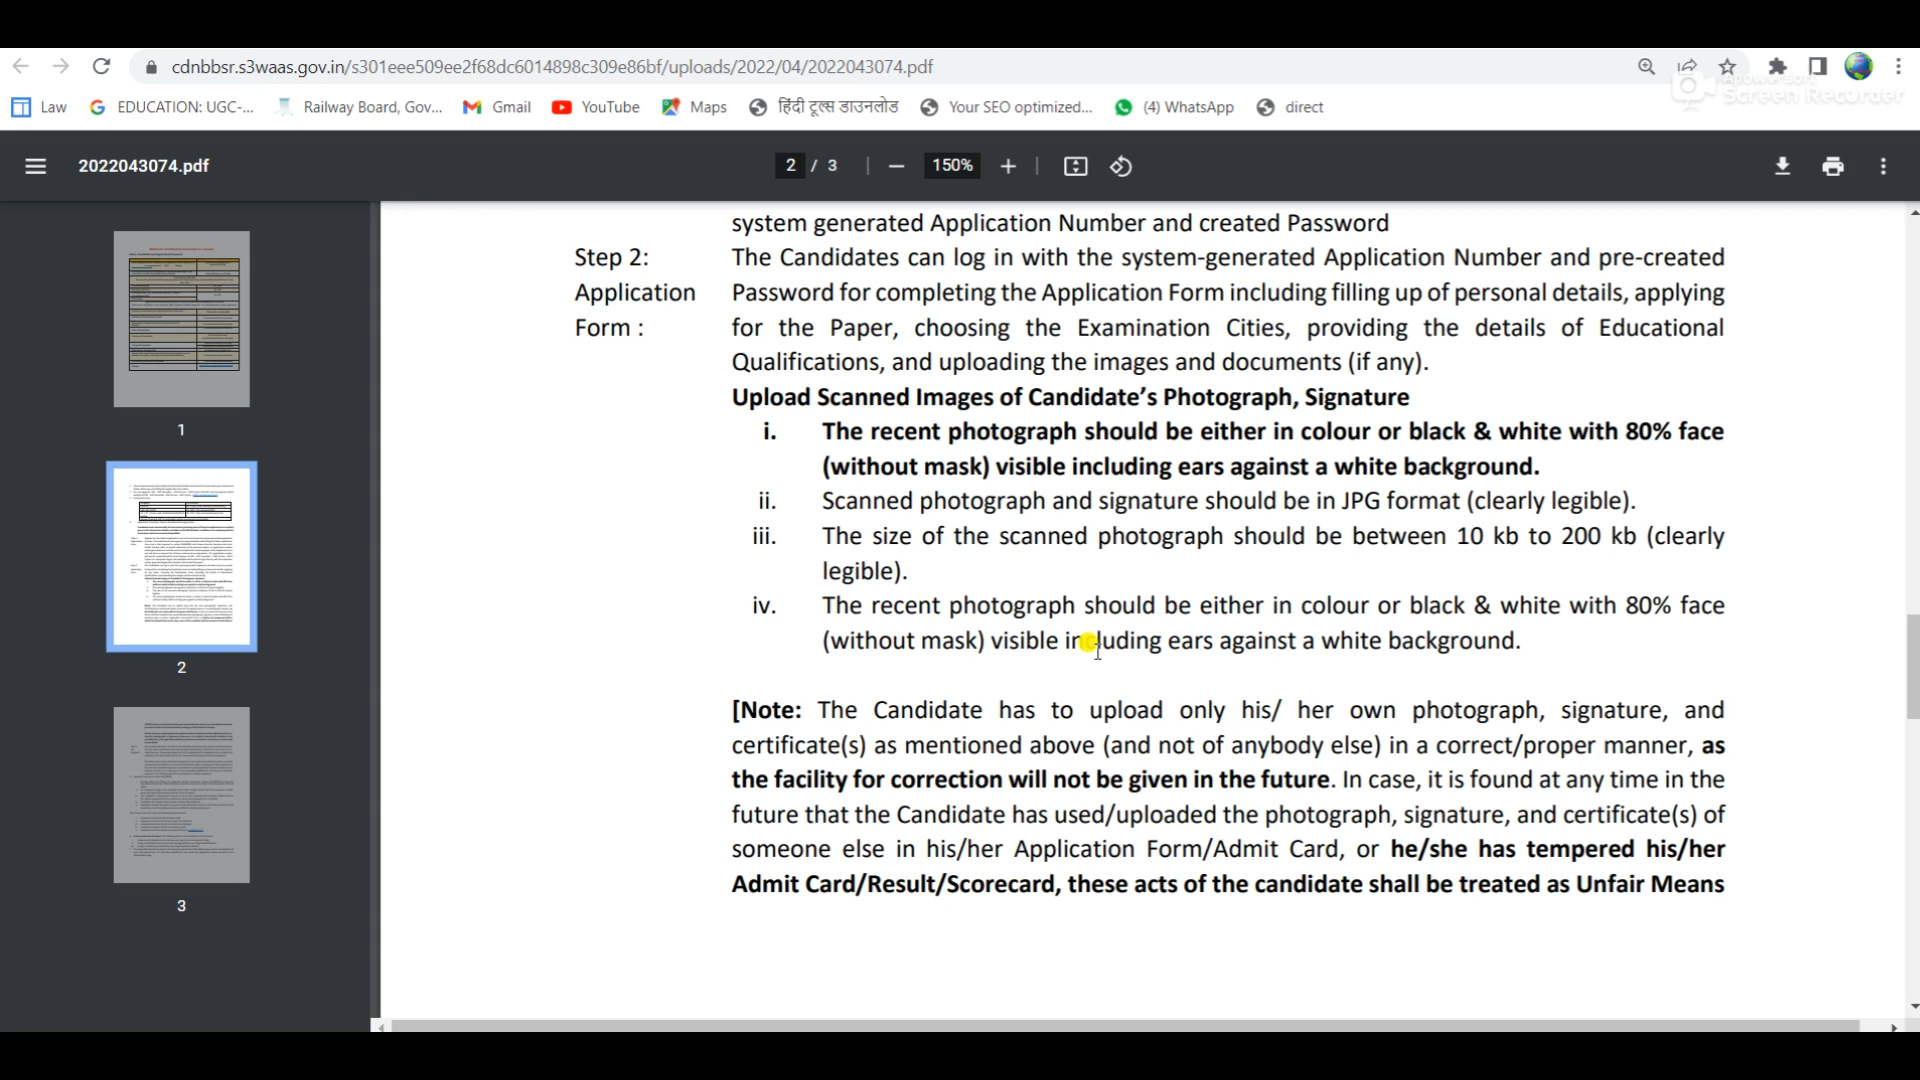 cdnbbsr.s3waas.gov.in/s301eee509ee2f68dc6014898c309e86bf/uploads/2022/04/2022043074.pdf
Apowersoft
Screen Recorder
Law
EDUCATION: UGC-...
Railway Board, Gov...
Gmail
YouTube
Maps
हिंदी टूल्स डाउनलोड
Your SEO optimized...
(4) WhatsApp
direct
2022043074.pdf
2 / 3
150%
system generated Application Number and created Password
Step 2: The Candidates can log in with the system-generated Application Number and pre-created
Application Password for completing the Application Form including filling up of personal details, applying
Form : for the Paper, choosing the Examination Cities, providing the details of Educational
Qualifications, and uploading the images and documents (if any).
Upload Scanned Images of Candidate’s Photograph, Signature
i. The recent photograph should be either in colour or black & white with 80% face
(without mask) visible including ears against a white background.
ii. Scanned photograph and signature should be in JPG format (clearly legible).
iii. The size of the scanned photograph should be between 10 kb to 200 kb (clearly
legible).
iv. The recent photograph should be either in colour or black & white with 80% face
(without mask) visible including ears against a white background.
[Note: The Candidate has to upload only his/ her own photograph, signature, and
certificate(s) as mentioned above (and not of anybody else) in a correct/proper manner, as
the facility for correction will not be given in the future. In case, it is found at any time in the
future that the Candidate has used/uploaded the photograph, signature, and certificate(s) of
someone else in his/her Application Form/Admit Card, or he/she has tempered his/her
Admit Card/Result/Scorecard, these acts of the candidate shall be treated as Unfair Means
1
2
3